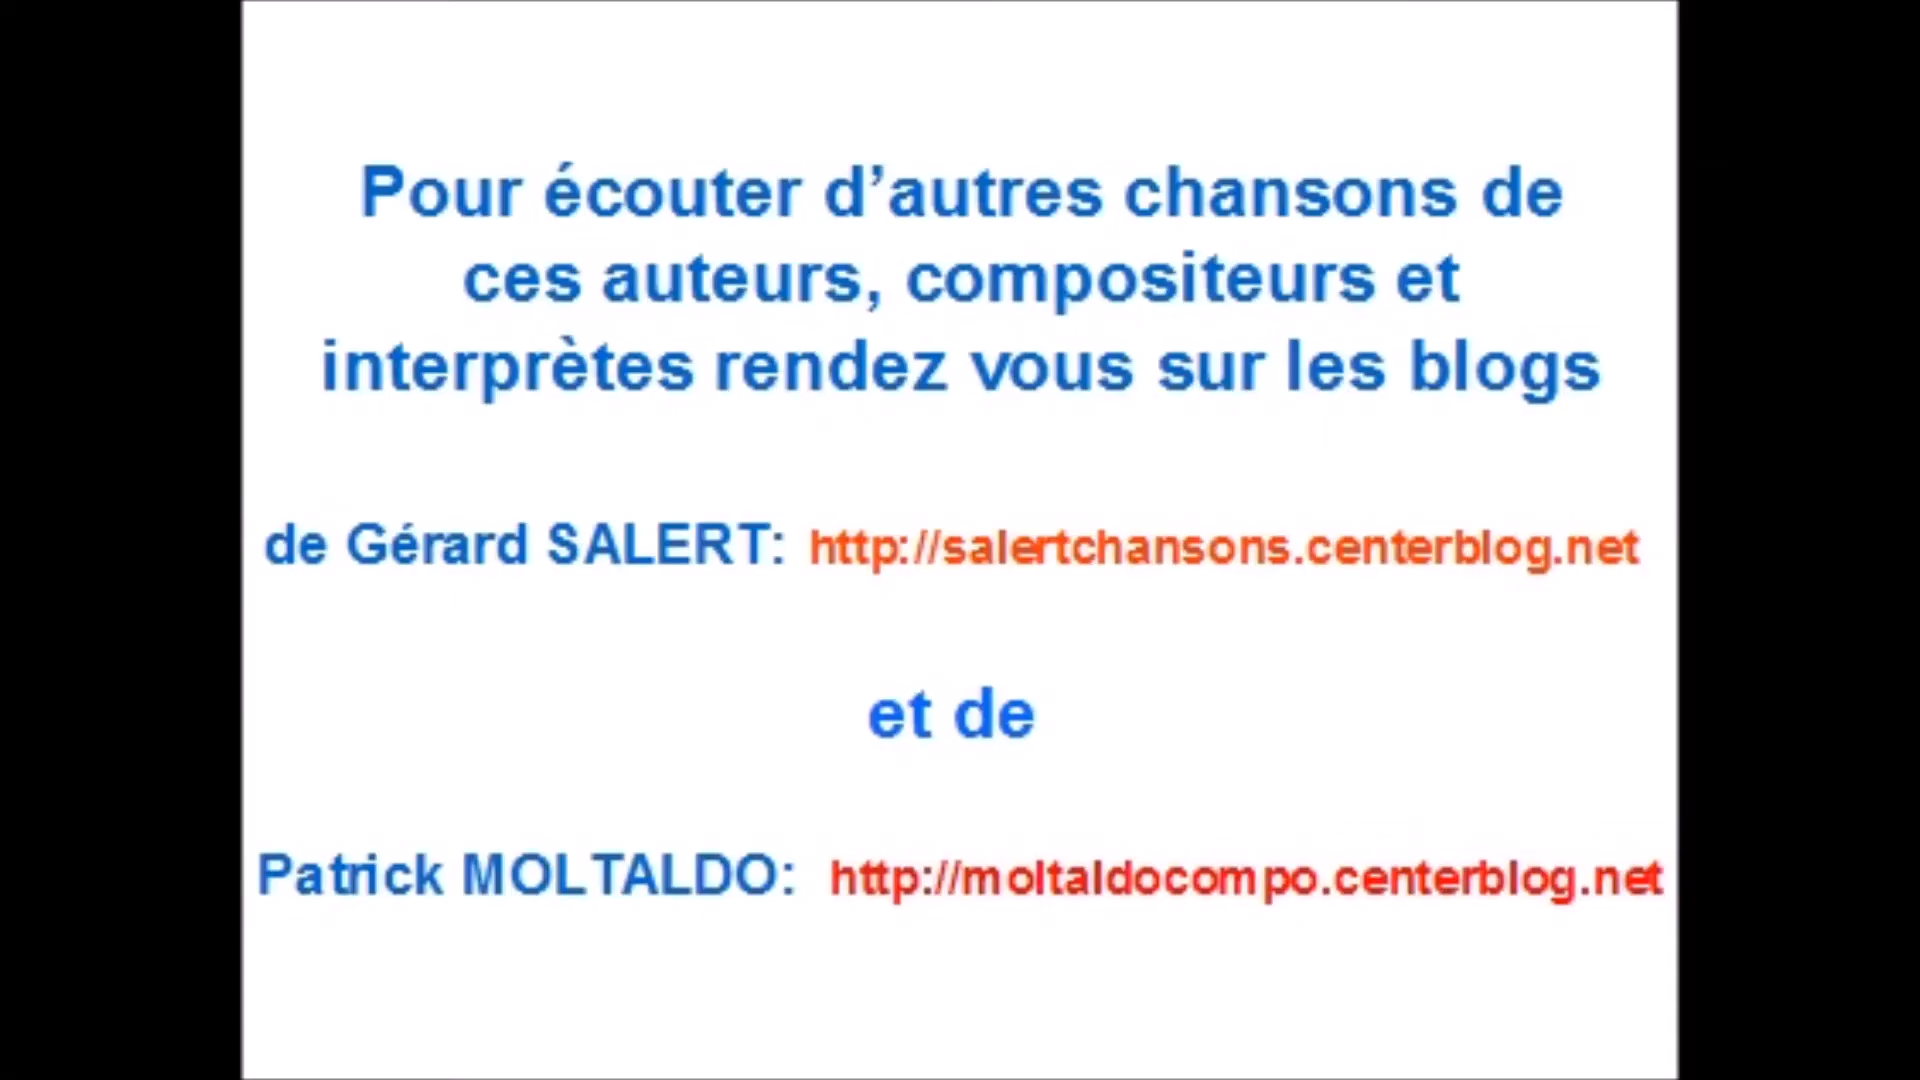 Pour écouter d’autres chansons de
ces auteurs, compositeurs et
interprètes rendez vous sur les blogs
de Gérard SALERT: http://salertchansons.centerblog.net
et de
Patrick MOLTALDO: http://moltaldocompo.centerblog.net